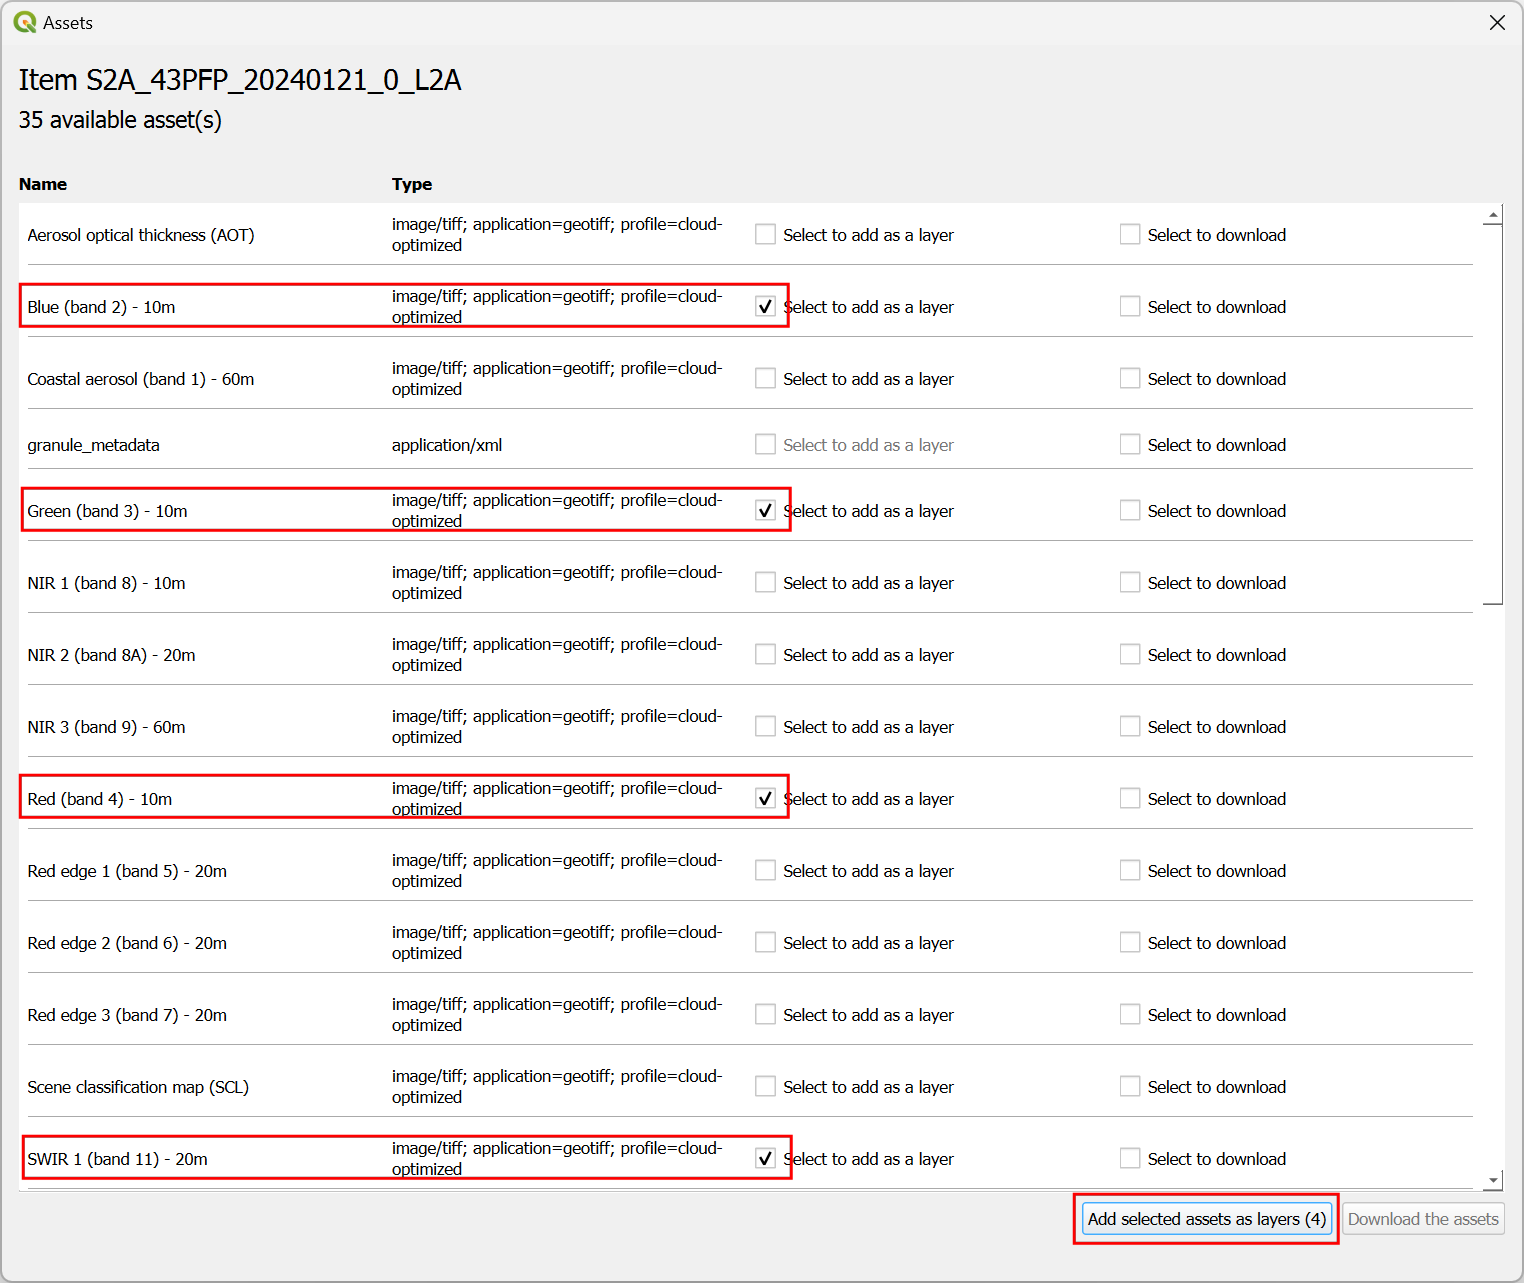 Assets
Item S2A_43PFP_20240121_0_L2A
35 available asset(s)
Name Type
Aerosol optical thickness (AOT) image/tiff; application=geotiff; profile=cloud-
optimized Select to add as a layer Select to download
Blue (band 2) - 10m image/tiff; application=geotiff; profile=cloud-
optimized Select to add as a layer Select to download
Coastal aerosol (band 1) - 60m image/tiff; application=geotiff; profile=cloud-
optimized Select to add as a layer Select to download
granule_metadata application/xml Select to add as a layer Select to download
Green (band 3) - 10m image/tiff; application=geotiff; profile=cloud-
optimized Select to add as a layer Select to download
NIR 1 (band 8) - 10m image/tiff; application=geotiff; profile=cloud-
optimized Select to add as a layer Select to download
NIR 2 (band 8A) - 20m image/tiff; application=geotiff; profile=cloud-
optimized Select to add as a layer Select to download
NIR 3 (band 9) - 60m image/tiff; application=geotiff; profile=cloud-
optimized Select to add as a layer Select to download
Red (band 4) - 10m image/tiff; application=geotiff; profile=cloud-
optimized Select to add as a layer Select to download
Red edge 1 (band 5) - 20m image/tiff; application=geotiff; profile=cloud-
optimized Select to add as a layer Select to download
Red edge 2 (band 6) - 20m image/tiff; application=geotiff; profile=cloud-
optimized Select to add as a layer Select to download
Red edge 3 (band 7) - 20m image/tiff; application=geotiff; profile=cloud-
optimized Select to add as a layer Select to download
Scene classification map (SCL) image/tiff; application=geotiff; profile=cloud-
optimized Select to add as a layer Select to download
SWIR 1 (band 11) - 20m image/tiff; application=geotiff; profile=cloud-
optimized Select to add as a layer Select to download
Add selected assets as layers (4) Download the assets